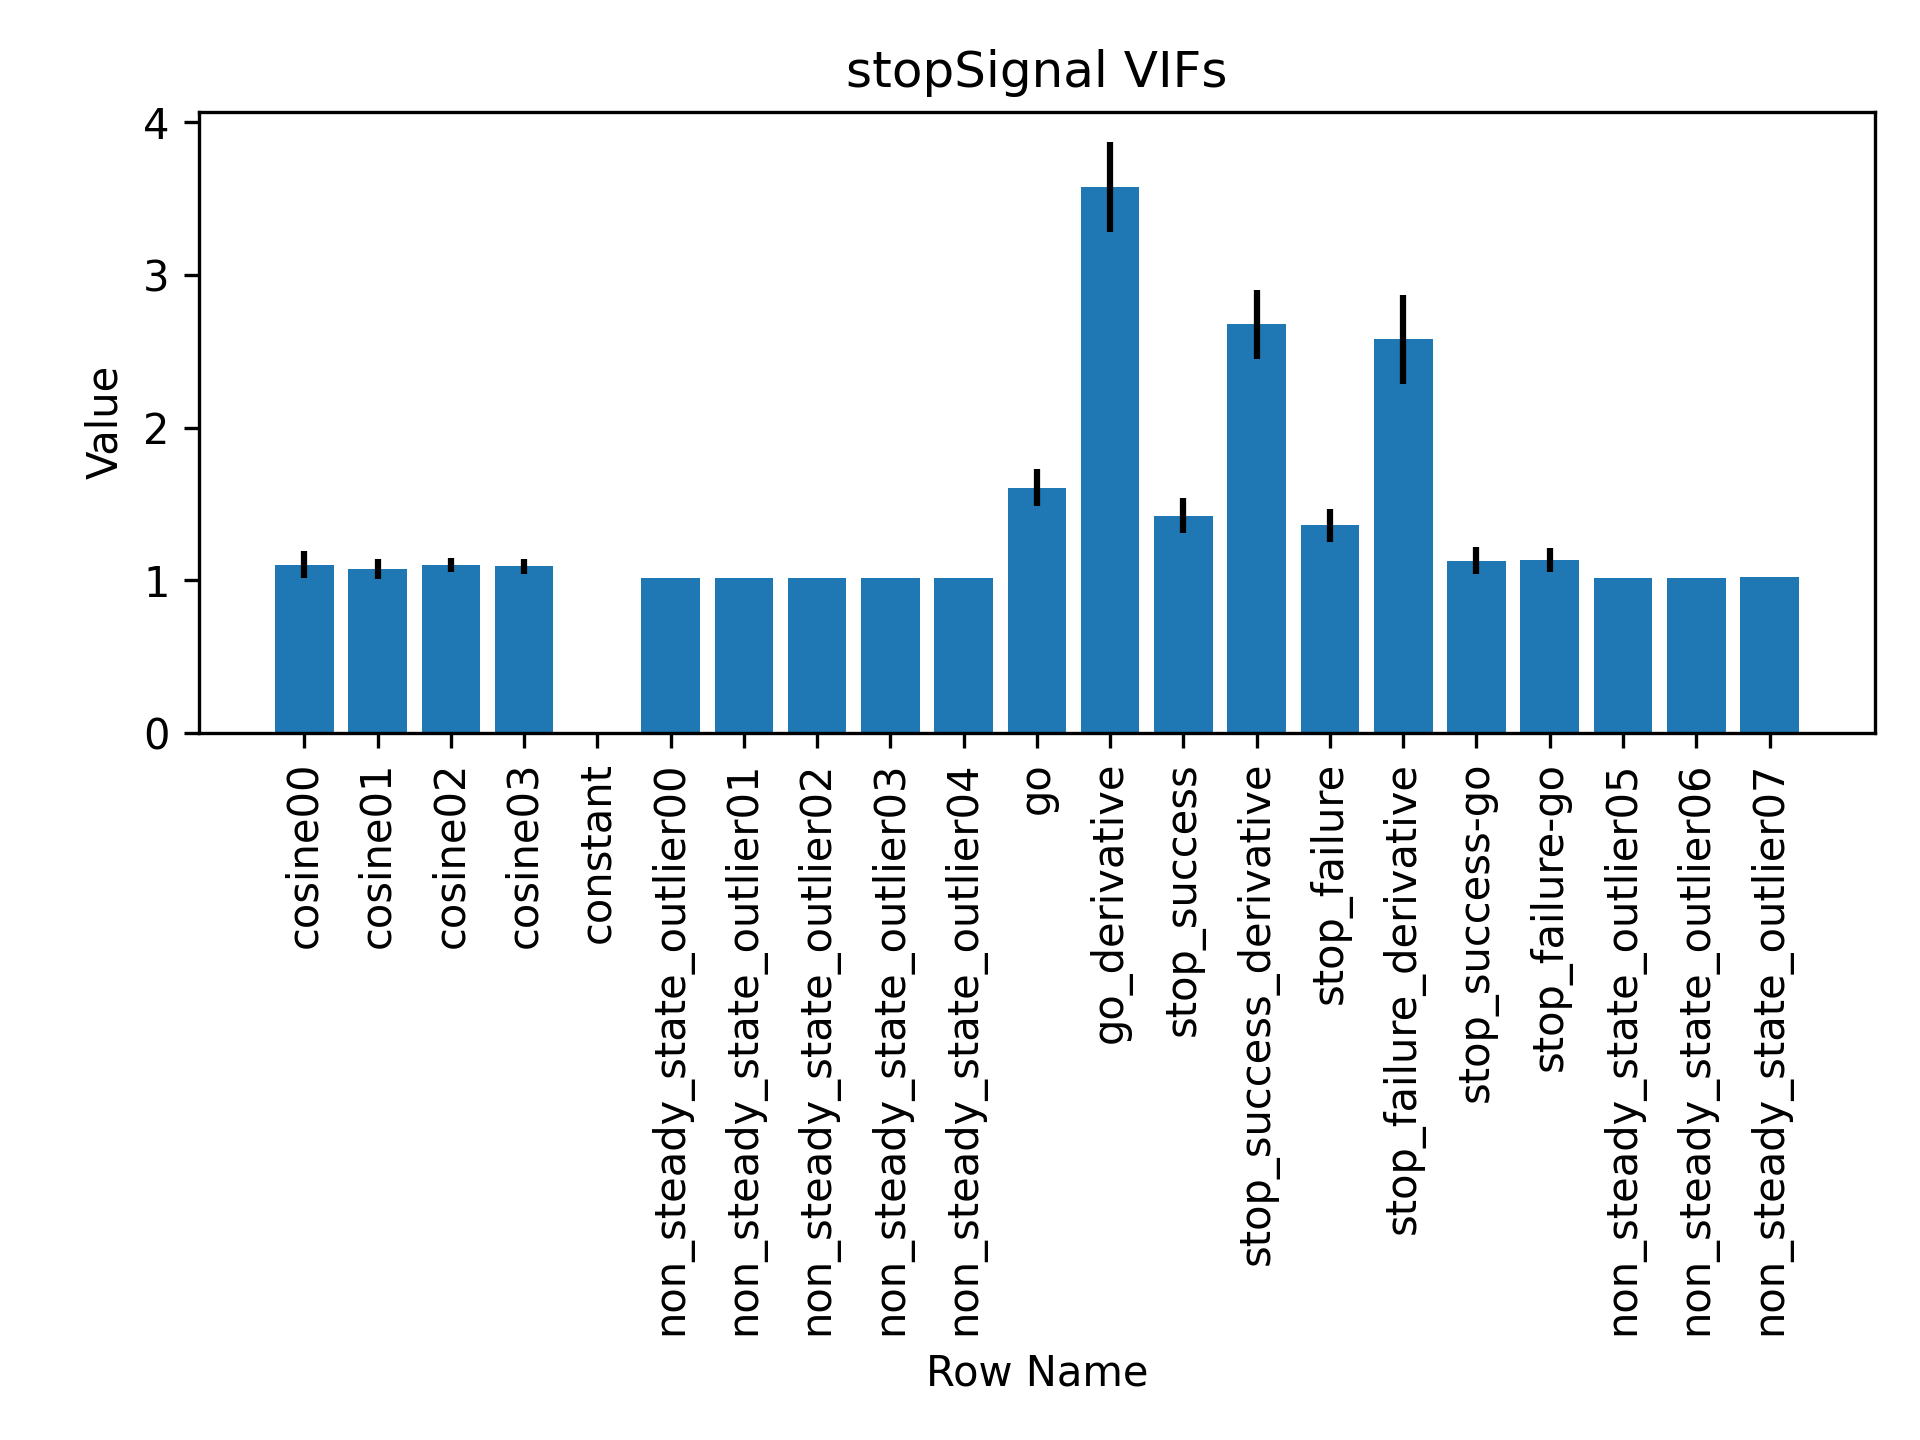 stopSignal VIFs
4
3
2
1
0
Value
cosine00
cosine01
cosine02
cosine03
constant
non_steady_state_outlier00
non_steady_state_outlier01
non_steady_state_outlier02
non_steady_state_outlier03
non_steady_state_outlier04
go
go_derivative
stop_success
stop_success_derivative
stop_failure
stop_failure_derivative
stop_success-go
stop_failure-go
non_steady_state_outlier05
non_steady_state_outlier06
non_steady_state_outlier07
Row Name